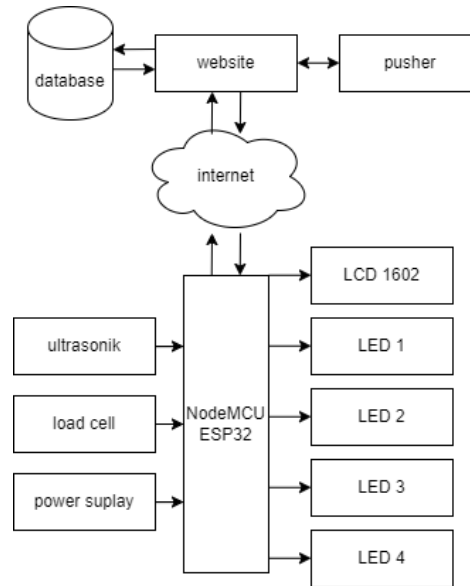 database
website
pusher
internet
LCD 1602
ultrasonik
LED 1
load cell
NodeMCU
ESP32
LED 2
power suplay
LED 3
LED 4